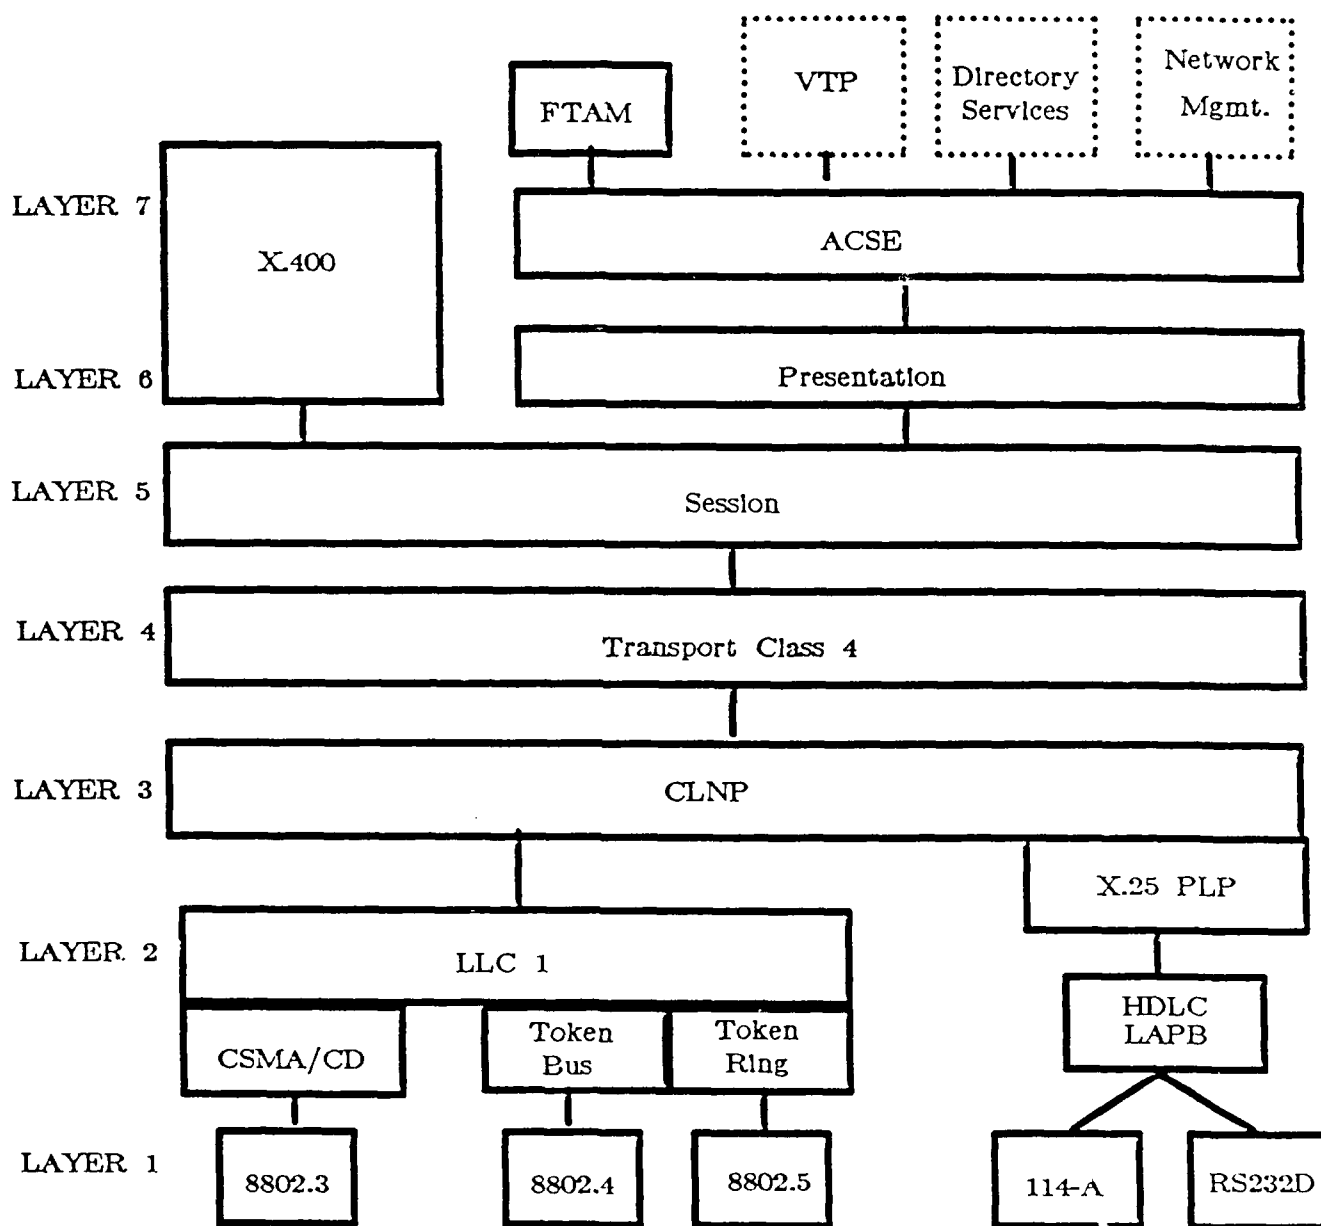 VTP
Directory
Services
Network
Mgmt.
FTAM
LAYER 7
X.400
ACSE
LAYER 6
Presentation
LAYER 5
Session
LAYER 4
Transport Class 4
LAYER 3
CLNP
X.25 PLP
LAYER 2
LLC 1
HDLC
LAPB
CSMA/CD
Token
Bus
Token
Ring
LAYER 1
8802.3
8802.4
8802.5
114-A
RS232D